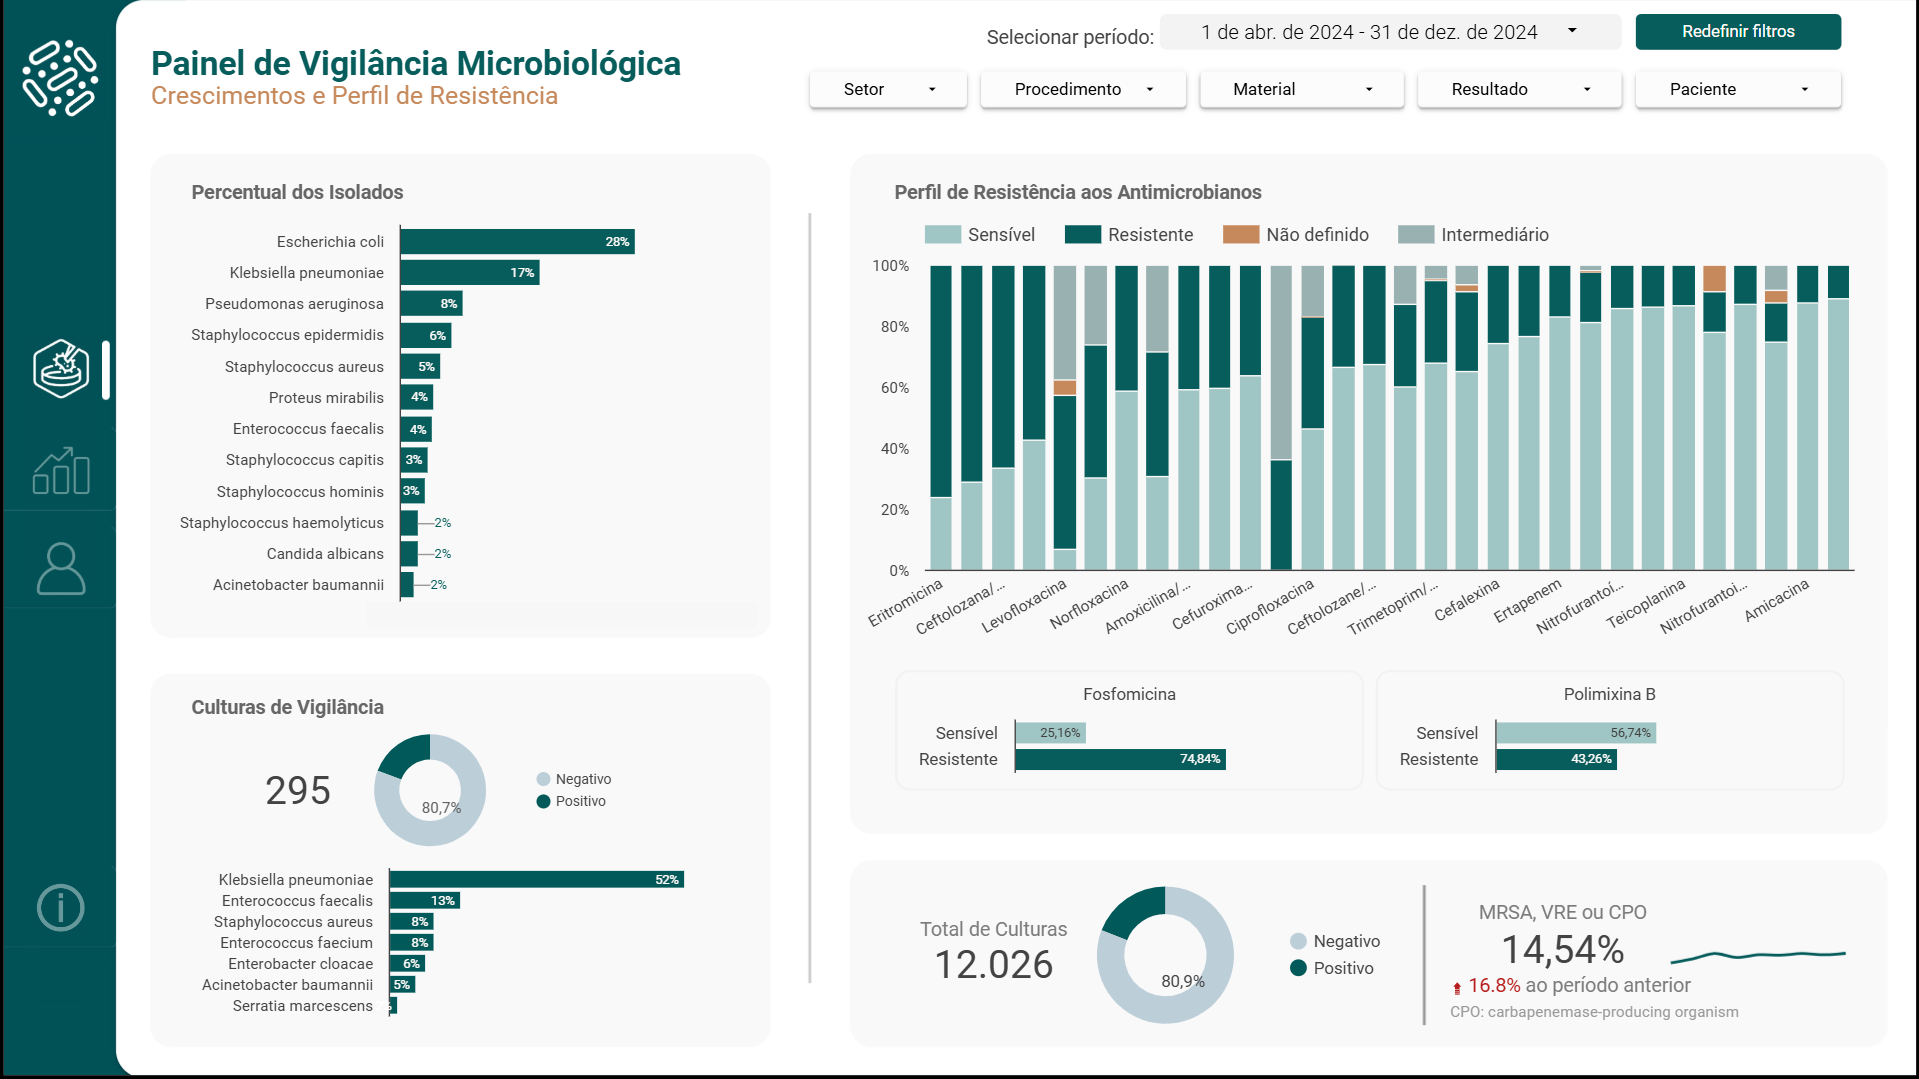 Painel de Vigilância Microbiológica
Crescimentos e Perfil de Resistência
Selecionar período:
1 de abr. de 2024 - 31 de dez. de 2024
Redefinir filtros
Setor
Procedimento
Material
Resultado
Paciente
Percentual dos Isolados
Escherichia coli 28%
Klebsiella pneumoniae 17%
Pseudomonas aeruginosa 8%
Staphylococcus epidermidis 6%
Staphylococcus aureus 5%
Proteus mirabilis 4%
Enterococcus faecalis 4%
Staphylococcus capitis 3%
Staphylococcus hominis 3%
Staphylococcus haemolyticus 2%
Candida albicans 2%
Acinetobacter baumannii 2%
Culturas de Vigilância
295
80,7%
Negativo
Positivo
Klebsiella pneumoniae 52%
Enterococcus faecalis 13%
Staphylococcus aureus 8%
Enterococcus faecium 8%
Enterobacter cloacae 6%
Acinetobacter baumannii 5%
Serratia marcescens
Perfil de Resistência aos Antimicrobianos
Sensível
Resistente
Não definido
Intermediário
100%
80%
60%
40%
20%
0%
Eritromicina
Ceftolozana/...
Levofloxacina
Norfloxacina
Amoxicilina/...
Cefuroxima...
Ciprofloxacina
Ceftolozane/...
Trimetoprim/...
Cefalexina
Ertapenem
Nitrofurantoí...
Teicoplanina
Nitrofurantoi...
Amicacina
Fosfomicina
Sensível 25,16%
Resistente 74,84%
Polimixina B
Sensível 56,74%
Resistente 43,26%
Total de Culturas
12.026
80,9%
Negativo
Positivo
MRSA, VRE ou CPO
14,54%
16.8% ao período anterior
CPO: carbapenemase-producing organism